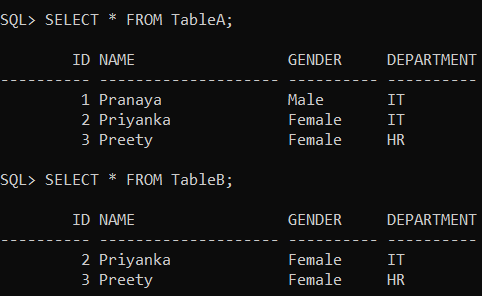 SQL> SELECT * FROM TableA;
        ID NAME                 GENDER     DEPARTMENT
---------- -------------------- ---------- ----------
         1 Pranaya              Male       IT
         2 Priyanka             Female     IT
         3 Preety               Female     HR
SQL> SELECT * FROM TableB;
        ID NAME                 GENDER     DEPARTMENT
---------- -------------------- ---------- ----------
         2 Priyanka             Female     IT
         3 Preety               Female     HR